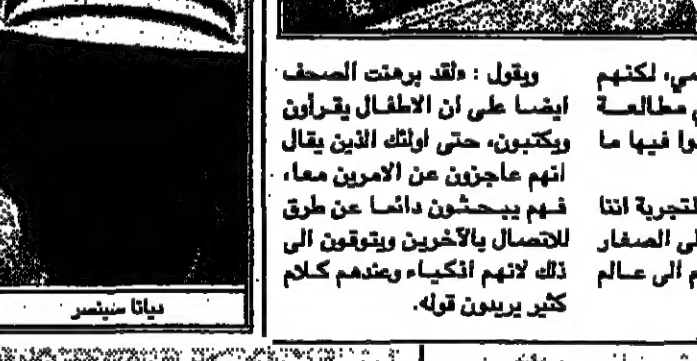 مي، لكنهم
مطالعة
وا فيها ما
لتجربة اننا
لى الصغار
م الى عالم
ويقول : «لقد برهنت الصحف
ايضا على ان الاطفال يقرأون
ويكتبون، حتى اولئك الذين يقال
انهم عاجزون عن الامرين معا،
فهم يبحثون دائما عن طرق
للاتصال بالآخرين ويتوقون الى
ذلك لانهم اذكياء وعندهم كلام
كثير يريدون قوله.
ديانا سبنسر